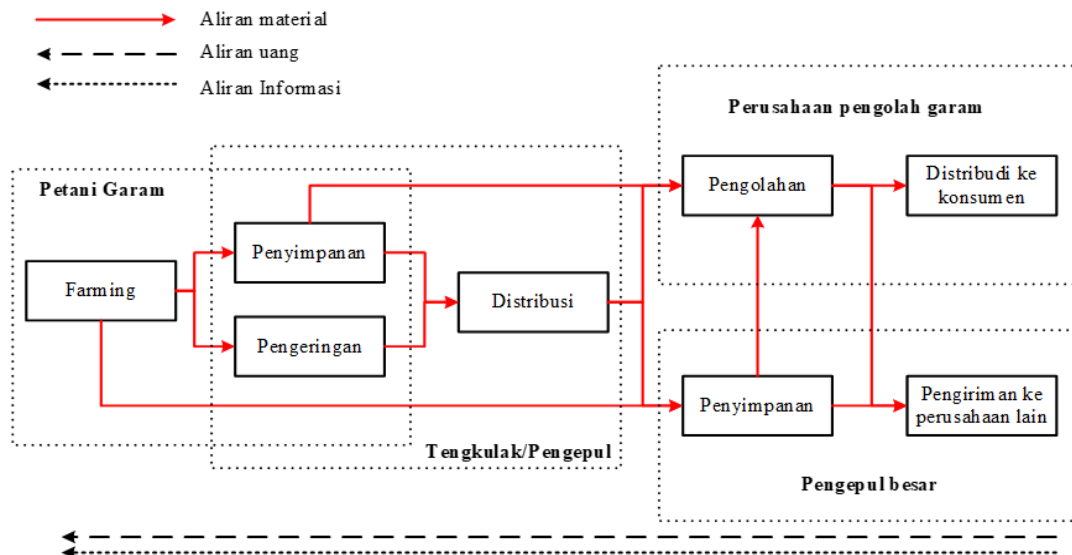 Aliran material
Aliran uang
Aliran Informasi
Perusahaan pengolah garam
Petani Garam
Pengolahan
Distribudi ke
konsumen
Penyimpanan
Farming
Distribusi
Pengeringan
Penyimpanan
Pengiriman ke
perusahaan lain
Tengkulak/Pengepul
Pengepul besar